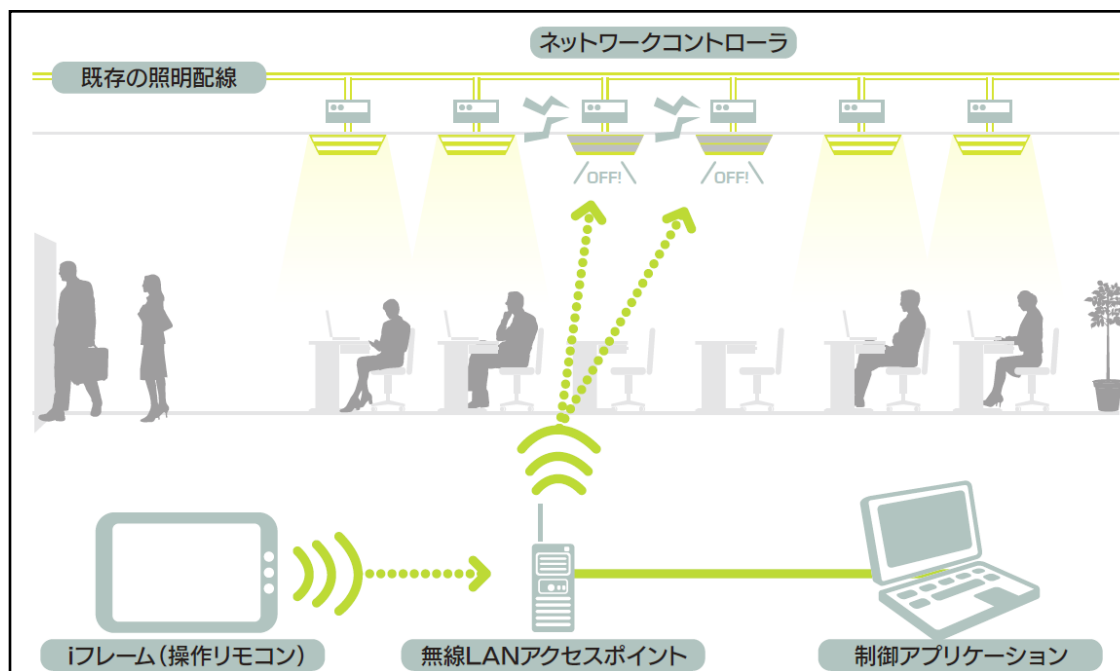 ネットワークコントローラ
既存の照明配線
OFF!
OFF!
iフレーム(操作リモコン)
無線LANアクセスポイント
制御アプリケーション